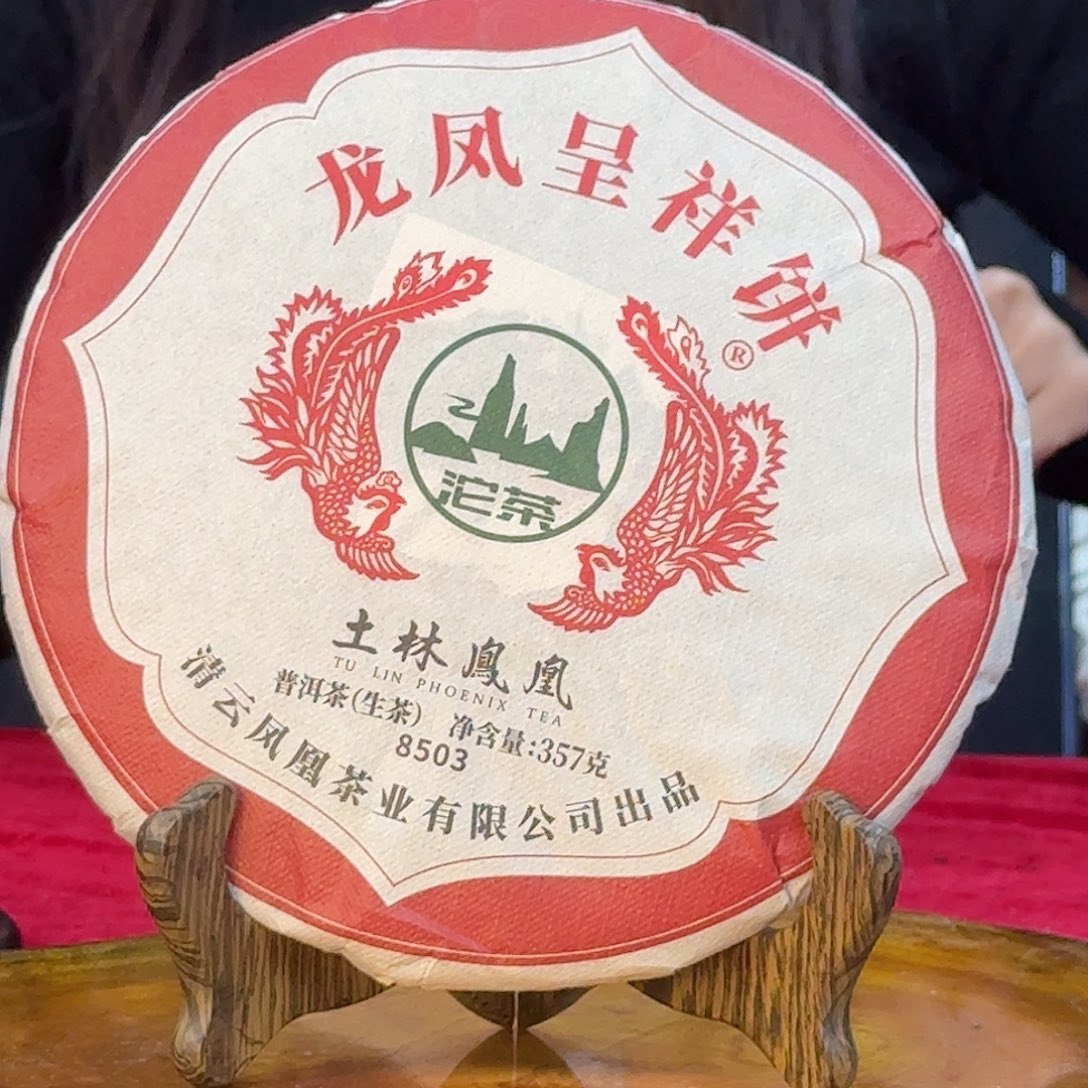 龙凤呈祥饼
®
沱茶
土林鳳凰
TU LIN PHOENIX TEA
普洱茶(生茶) 净含量:357克
8503
清云凤凰茶业有限公司出品